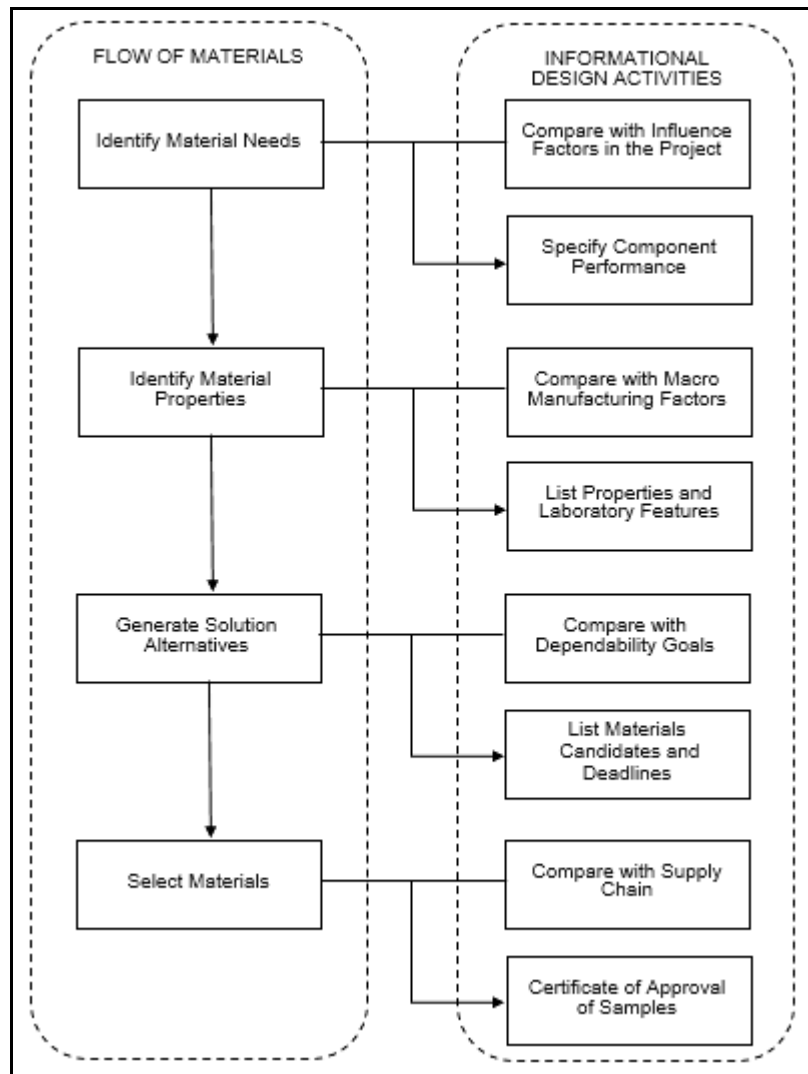 FLOW OF MATERIALS
INFORMATIONAL
DESIGN ACTIVITIES
Identify Material Needs
Compare with Influence
Factors in the Project
Specify Component
Performance
Identify Material
Properties
Compare with Macro
Manufacturing Factors
List Properties and
Laboratory Features
Generate Solution
Alternatives
Compare with
Dependability Goals
List Materials
Candidates and
Deadlines
Select Materials
Compare with Supply
Chain
Certificate of Approval
of Samples